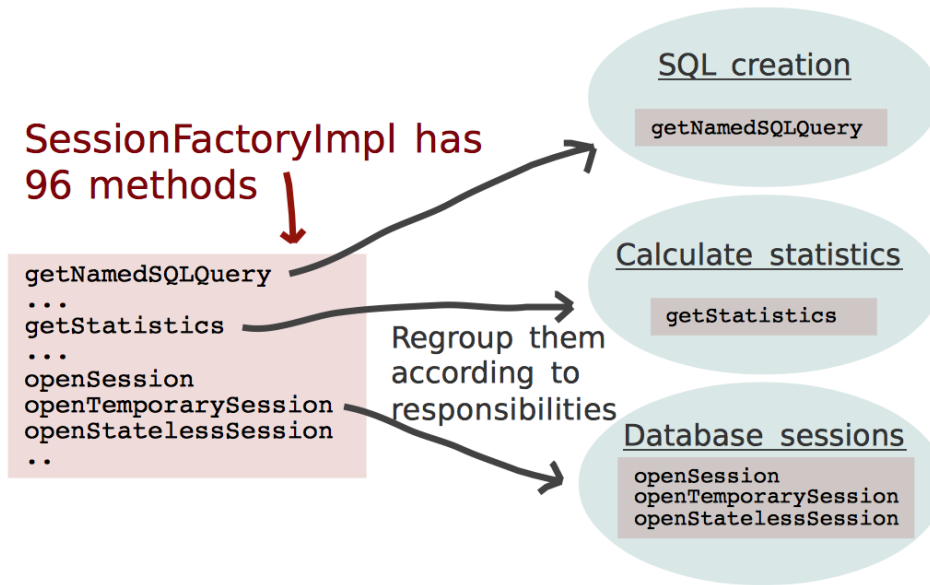 SessionFactoryImpl has
96 methods
getNamedSQLQuery
...
getStatistics
...
openSession
openTemporarySession
openStatelessSession
..
Regroup them
according to
responsibilities
SQL creation
getNamedSQLQuery
Calculate statistics
getStatistics
Database sessions
openSession
openTemporarySession
openStatelessSession